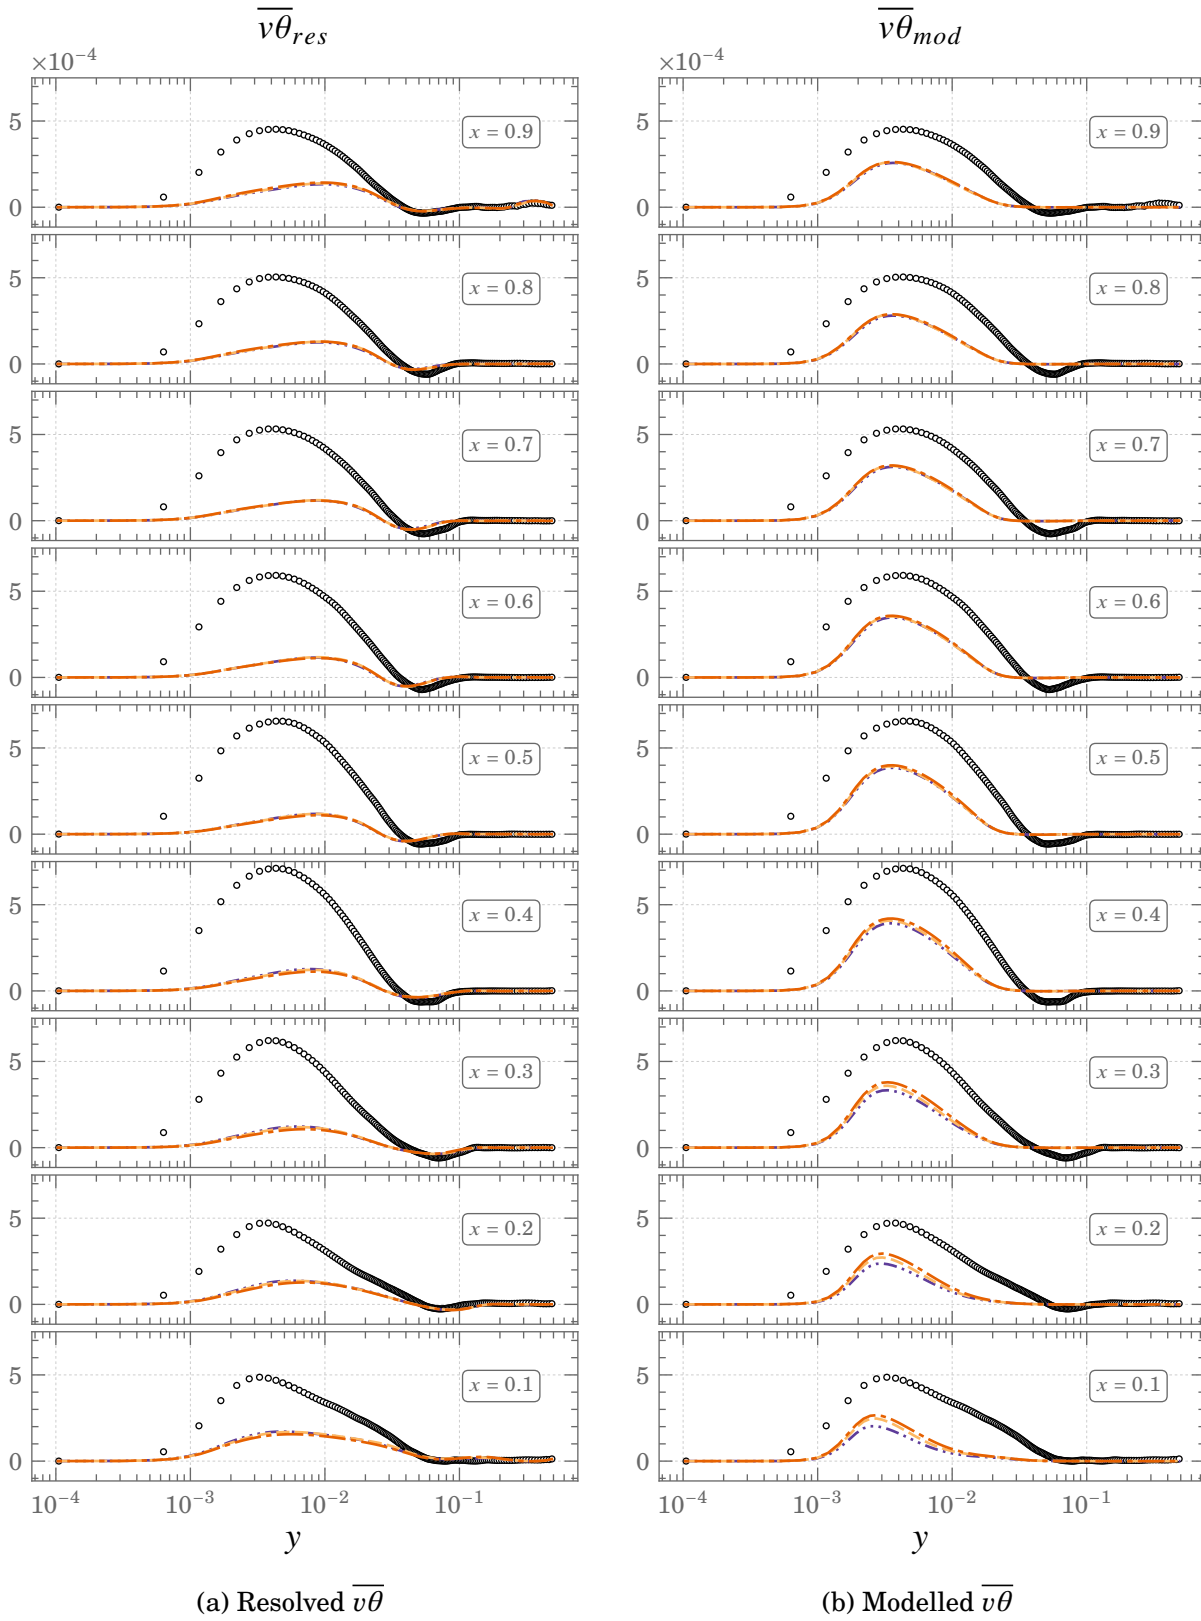 vθres vθmod
×10−4 ×10−4
5 5
0 0
x = 0.9 x = 0.9
5 5
0 0
x = 0.8 x = 0.8
5 5
0 0
x = 0.7 x = 0.7
5 5
0 0
x = 0.6 x = 0.6
5 5
0 0
x = 0.5 x = 0.5
5 5
0 0
x = 0.4 x = 0.4
5 5
0 0
x = 0.3 x = 0.3
5 5
0 0
x = 0.2 x = 0.2
5 5
0 0
x = 0.1 x = 0.1
10−4 10−3 10−2 10−1 10−4 10−3 10−2 10−1
y y
(a) Resolved vθ (b) Modelled vθ